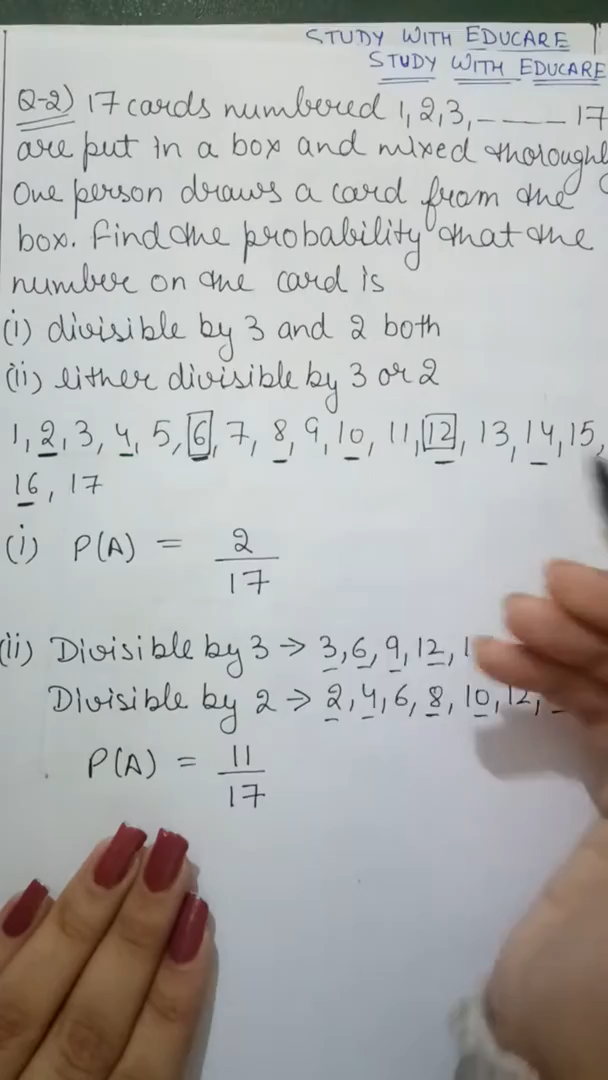 STUDY WITH EDUCARE
STUDY WITH EDUCARE
Q-2) 17 cards numbered 1, 2, 3, ---- 17
are put in a box and mixed thoroughly
One person draws a card from the
box. Find the probability that the
number on the card is
(i) divisible by 3 and 2 both
(ii) either divisible by 3 or 2
1, 2, 3, 4, 5, 6, 7, 8, 9, 10, 11, 12, 13, 14, 15,
16, 17
(i) P(A) = 2/17
(ii) Divisible by 3 → 3, 6, 9, 12,
Divisible by 2 → 2, 4, 6, 8, 10, 12,
P(A) = 11/17